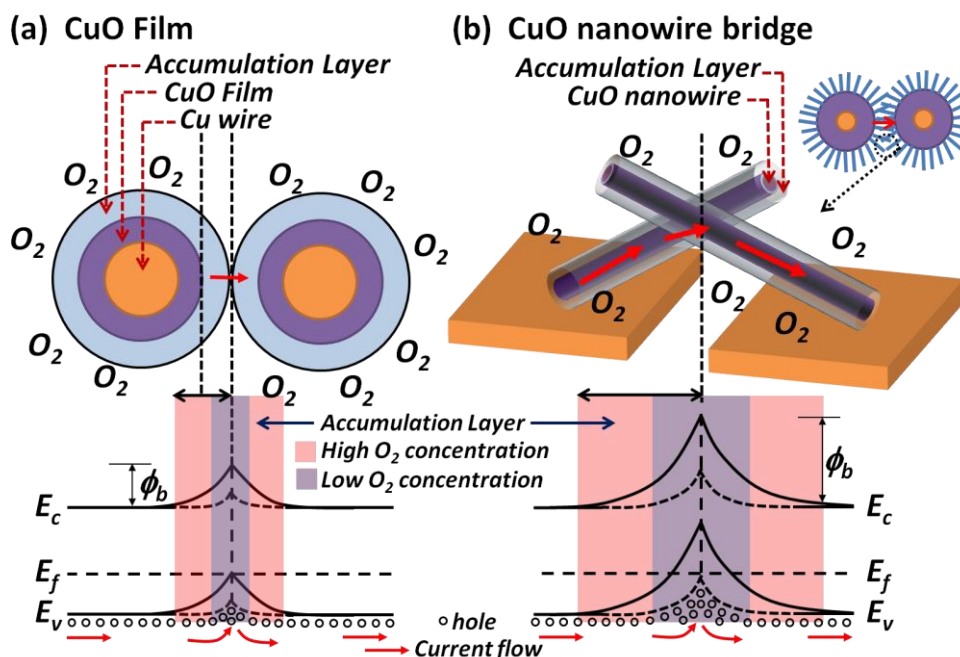 (a) CuO Film
Accumulation Layer
CuO Film
Cu wire
O₂ O₂ O₂ O₂
O₂ O₂
O₂ O₂
O₂ O₂ O₂ O₂
(b) CuO nanowire bridge
Accumulation Layer
CuO nanowire
O₂ O₂
O₂ O₂
O₂ O₂
O₂
Accumulation Layer
High O₂ concentration
Low O₂ concentration
ϕb
Ec
Ef
Ev
ϕb
Ec
Ef
Ev
hole
Current flow